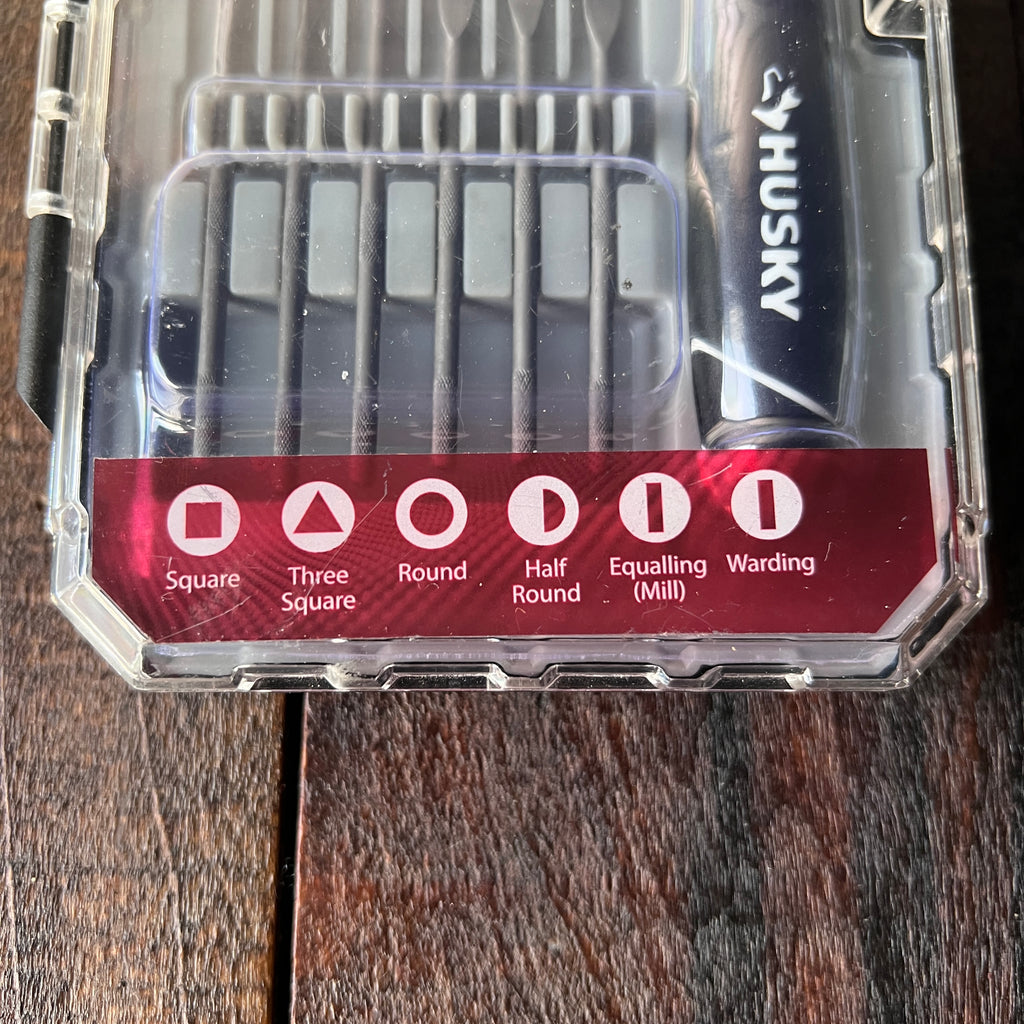 HUSKY
Square
Three
Square
Round
Half
Round
Equalling
(Mill)
Warding